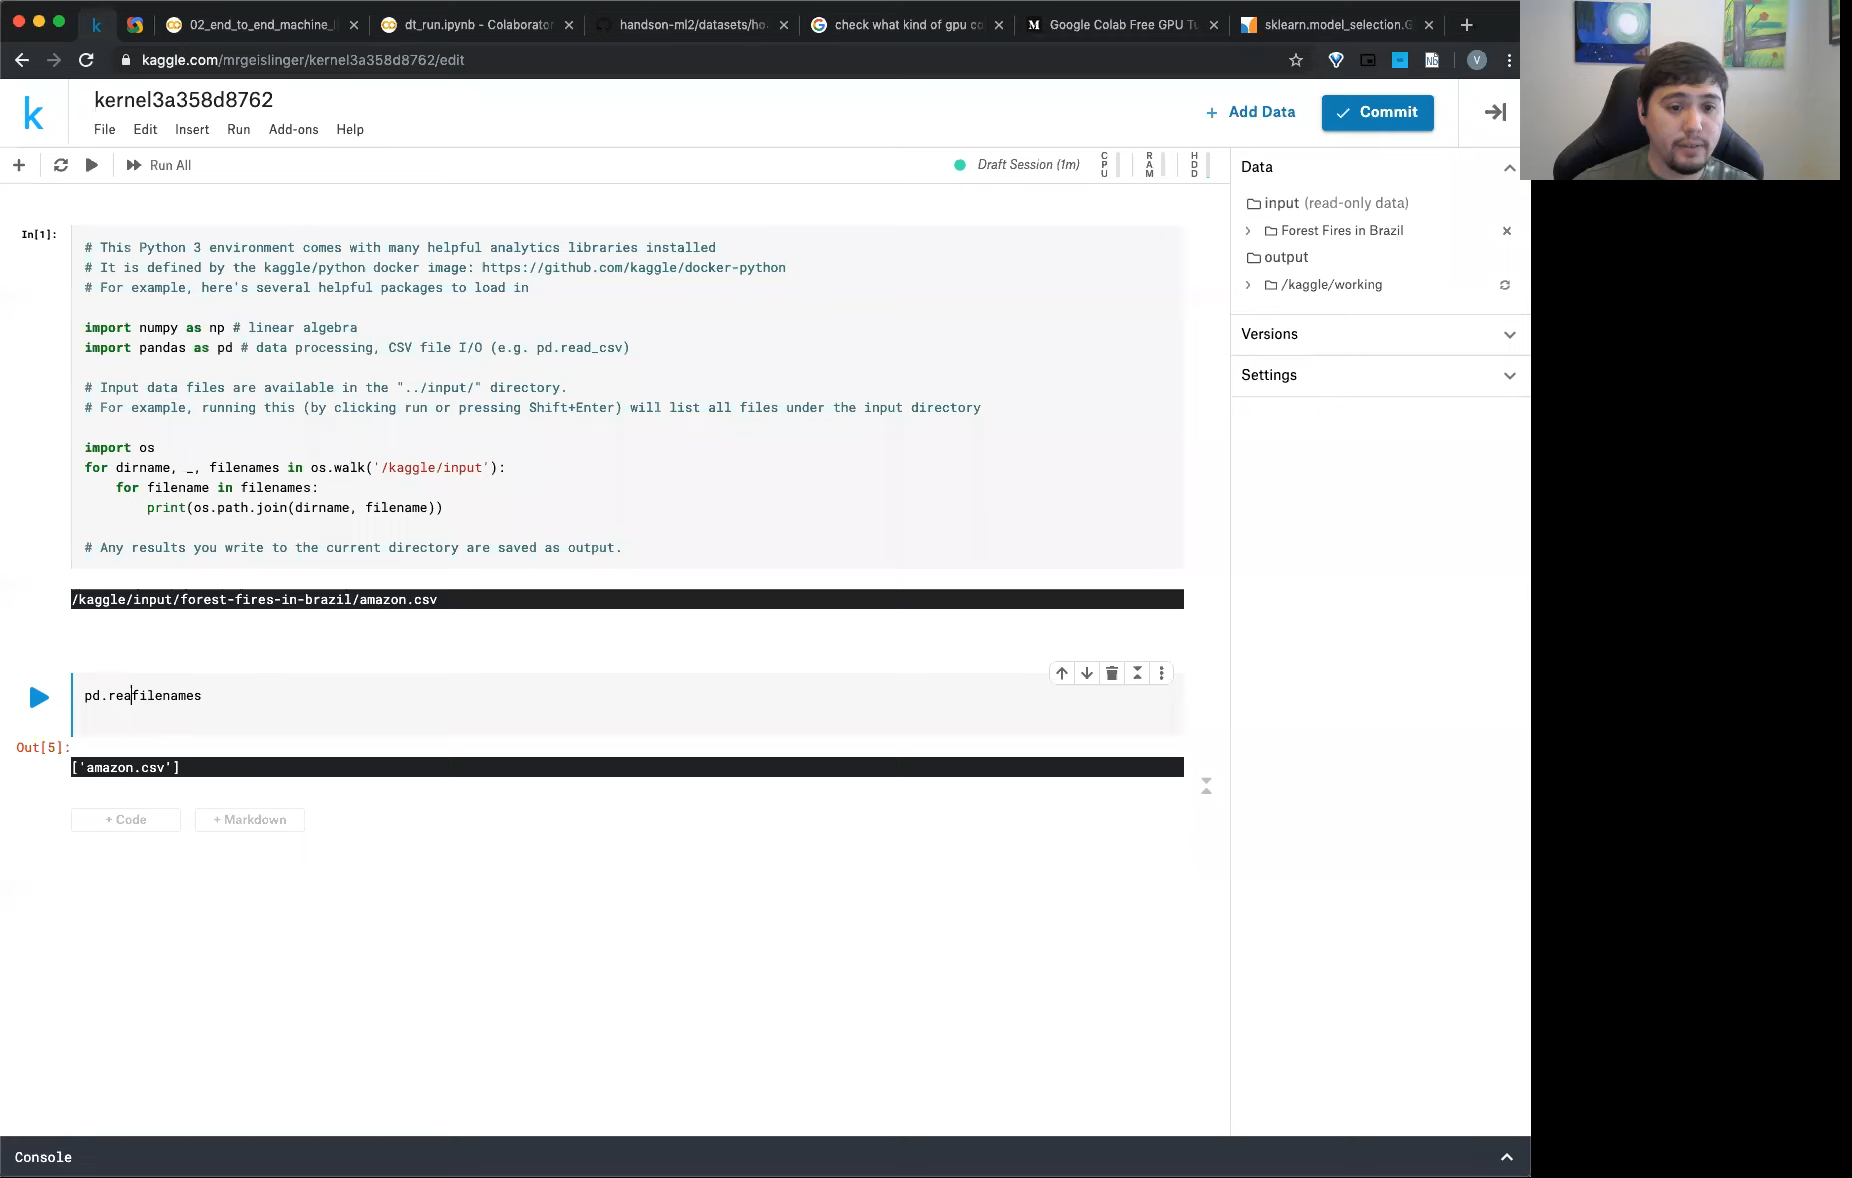 02_end_to_end_machine_l
dt_run.ipynb - Colaborator
handson-ml2/datasets/ho
check what kind of gpu co
Google Colab Free GPU Tu
sklearn.model_selection.G
kaggle.com/mrgeislinger/kernel3a358d8762/edit
V
kernel3a358d8762
+ Add Data
Commit
File Edit Insert Run Add-ons Help
Run All
Draft Session (1m)
CPU
RAM
HDD
Data
input (read-only data)
Forest Fires in Brazil
output
/kaggle/working
Versions
Settings
In[1]:
# This Python 3 environment comes with many helpful analytics libraries installed
# It is defined by the kaggle/python docker image: https://github.com/kaggle/docker-python
# For example, here's several helpful packages to load in
import numpy as np # linear algebra
import pandas as pd # data processing, CSV file I/O (e.g. pd.read_csv)
# Input data files are available in the "../input/" directory.
# For example, running this (by clicking run or pressing Shift+Enter) will list all files under the input directory
import os
for dirname, _, filenames in os.walk('/kaggle/input'):
    for filename in filenames:
        print(os.path.join(dirname, filename))
# Any results you write to the current directory are saved as output.
/kaggle/input/forest-fires-in-brazil/amazon.csv
pd.reafilenames
Out[5]:
['amazon.csv']
+ Code
+ Markdown
Console